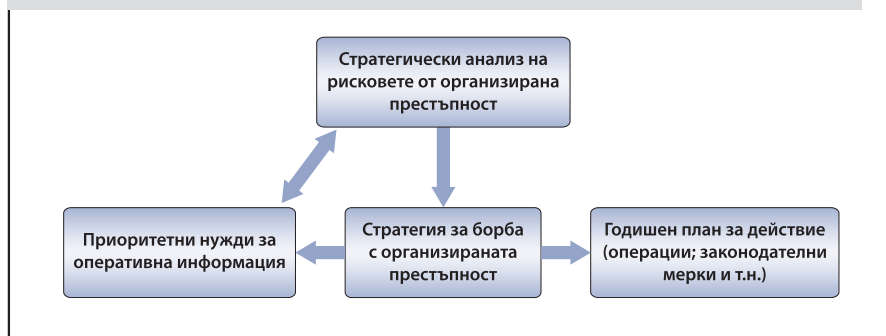 Стратегически анализ на
рисковете от организирана
престъпност
Приоритетни нужди за
оперативна информация
Стратегия за борба
с организираната
престъпност
Годишен план за действие
(операции; законодателни
мерки и т.н.)